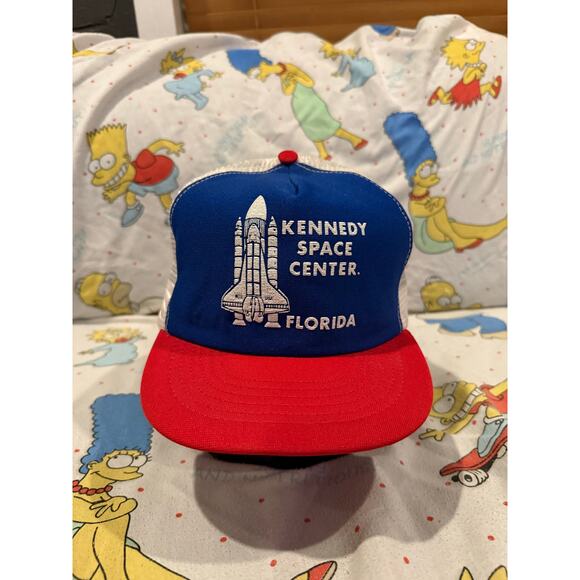 KENNEDY
SPACE
CENTER.
FLORIDA